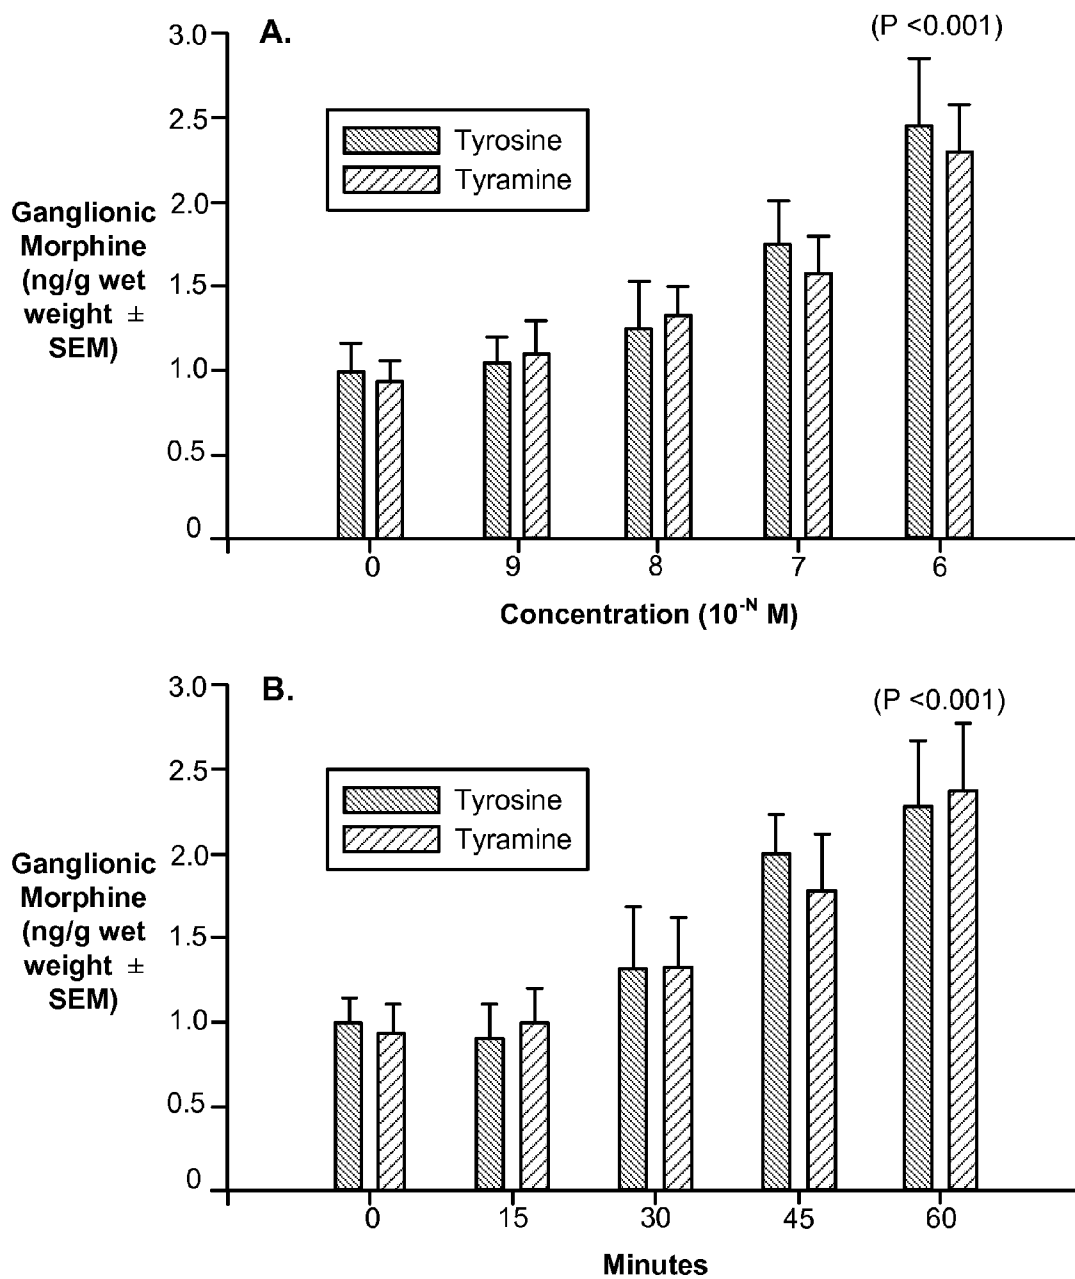 A.
(P <0.001)
3.0
2.5
2.0
1.5
1.0
0.5
0
Ganglionic
Morphine
(ng/g wet
weight ±
SEM)
Tyrosine
Tyramine
0 9 8 7 6
Concentration (10⁻ᴺ M)
B.
(P <0.001)
3.0
2.5
2.0
1.5
1.0
0.5
0
Ganglionic
Morphine
(ng/g wet
weight ±
SEM)
Tyrosine
Tyramine
0 15 30 45 60
Minutes